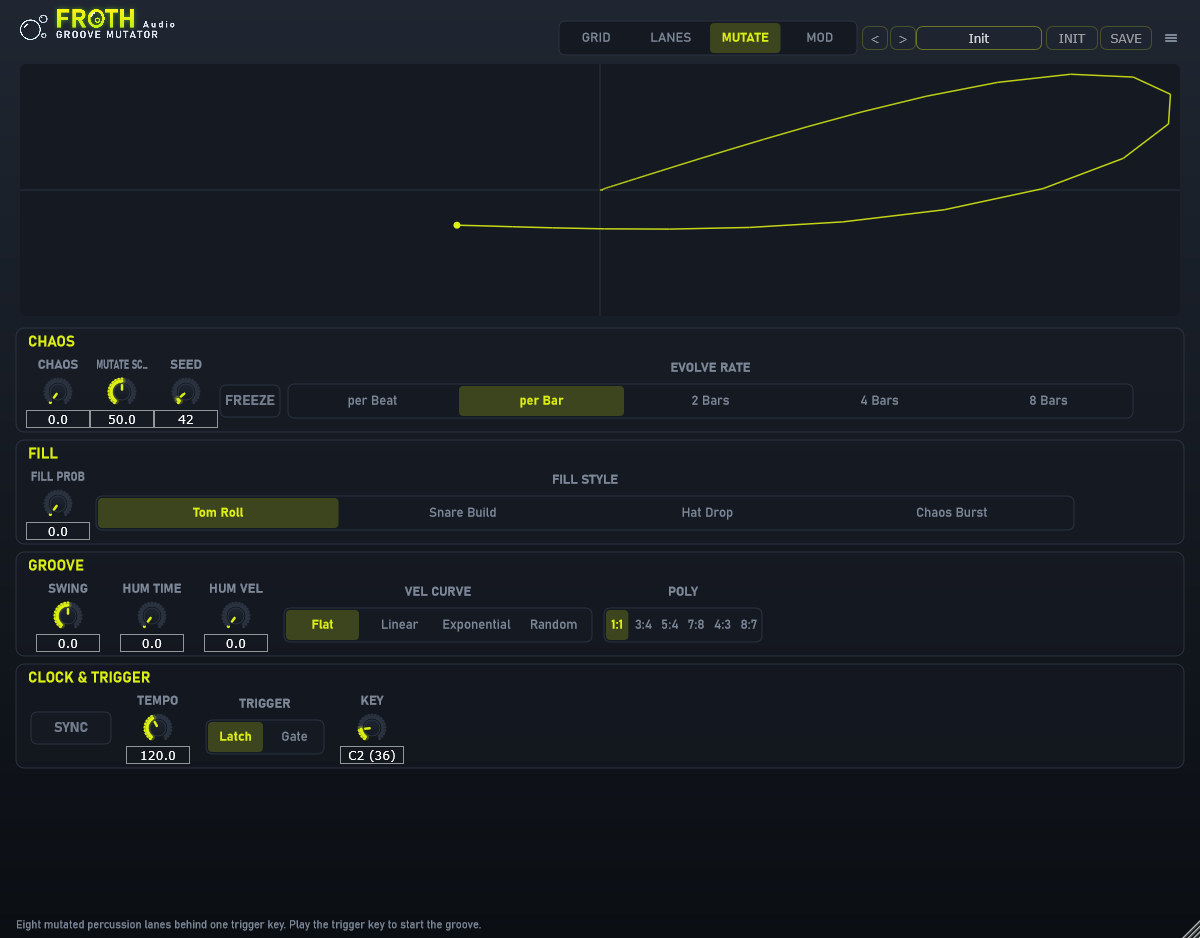 FROTH Audio
GROOVE MUTATOR
GRID LANES MUTATE MOD < > Init INIT SAVE
CHAOS
CHAOS MUTATE SC... SEED
EVOLVE RATE
FREEZE per Beat per Bar 2 Bars 4 Bars 8 Bars
0.0 50.0 42
FILL
FILL PROB FILL STYLE
Tom Roll Snare Build Hat Drop Chaos Burst
0.0
GROOVE
SWING HUM TIME HUM VEL VEL CURVE POLY
Flat Linear Exponential Random 1:1 3:4 5:4 7:8 4:3 8:7
0.0 0.0 0.0
CLOCK & TRIGGER
TEMPO TRIGGER KEY
SYNC Latch Gate
120.0 C2 (36)
Eight mutated percussion lanes behind one trigger key. Play the trigger key to start the groove.